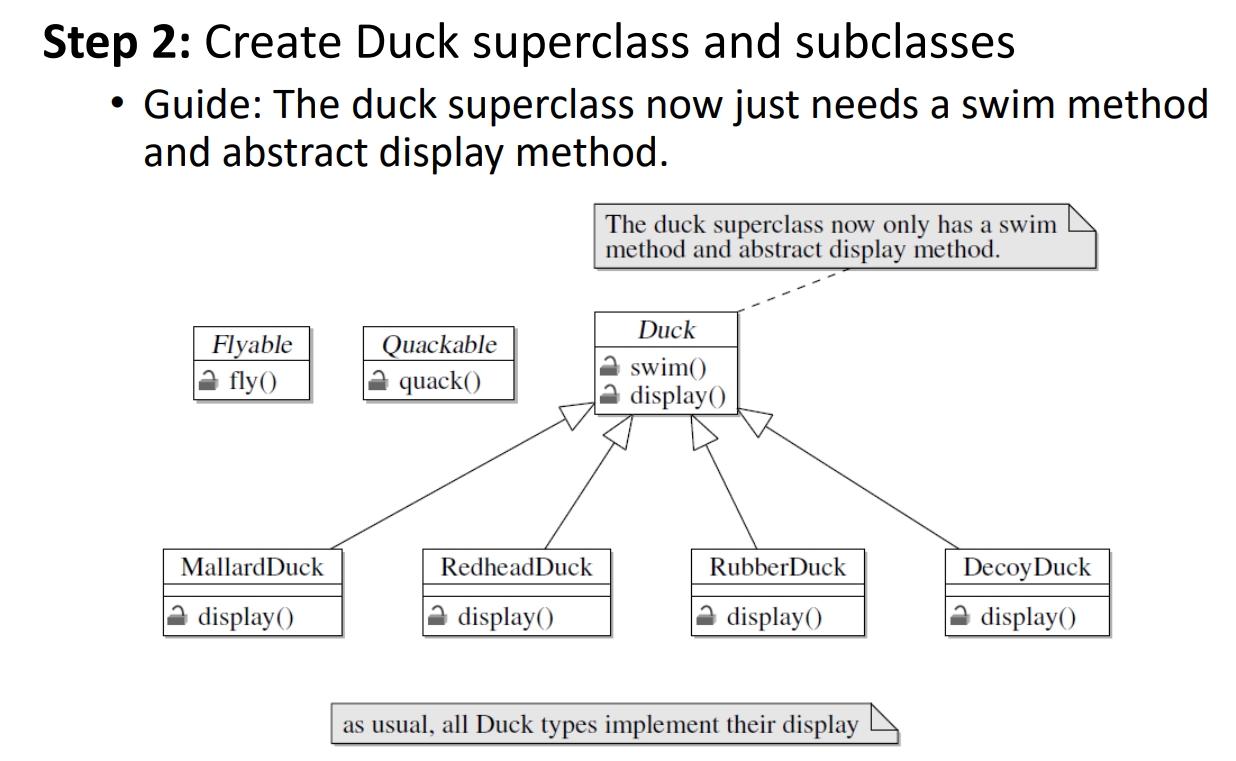 Step 2: Create Duck superclass and subclasses
• Guide: The duck superclass now just needs a swim method
and abstract display method.
The duck superclass now only has a swim
method and abstract display method.
Flyable
fly()
Quackable
quack()
Duck
swim()
display()
MallardDuck
display()
RedheadDuck
display()
RubberDuck
display()
DecoyDuck
display()
as usual, all Duck types implement their display